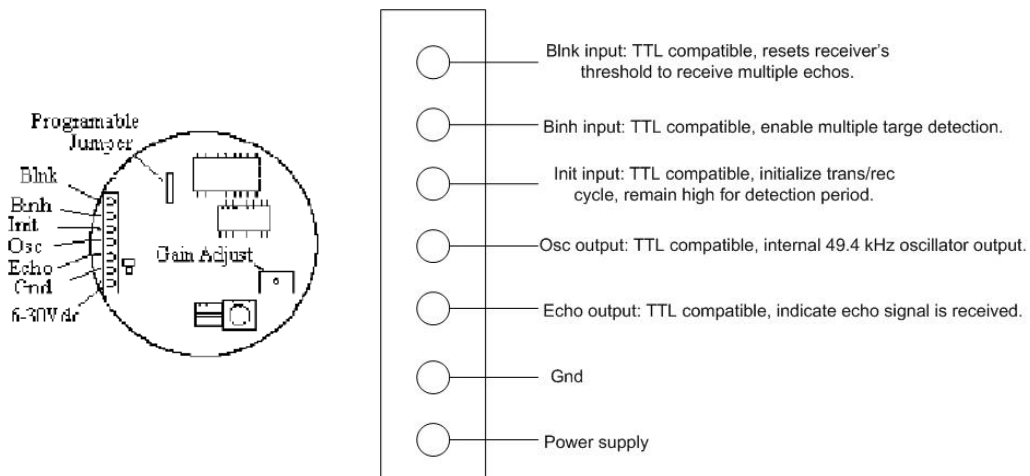 Programable
Jumper
Blnk
Binh
Init
Osc
Echo
Gnd
6-30Vdc
Gain Adjust
Blnk input: TTL compatible, resets receiver's
threshold to receive multiple echos.
Binh input: TTL compatible, enable multiple targe detection.
Init input: TTL compatible, initialize trans/rec
cycle, remain high for detection period.
Osc output: TTL compatible, internal 49.4 kHz oscillator output.
Echo output: TTL compatible, indicate echo signal is received.
Gnd
Power supply